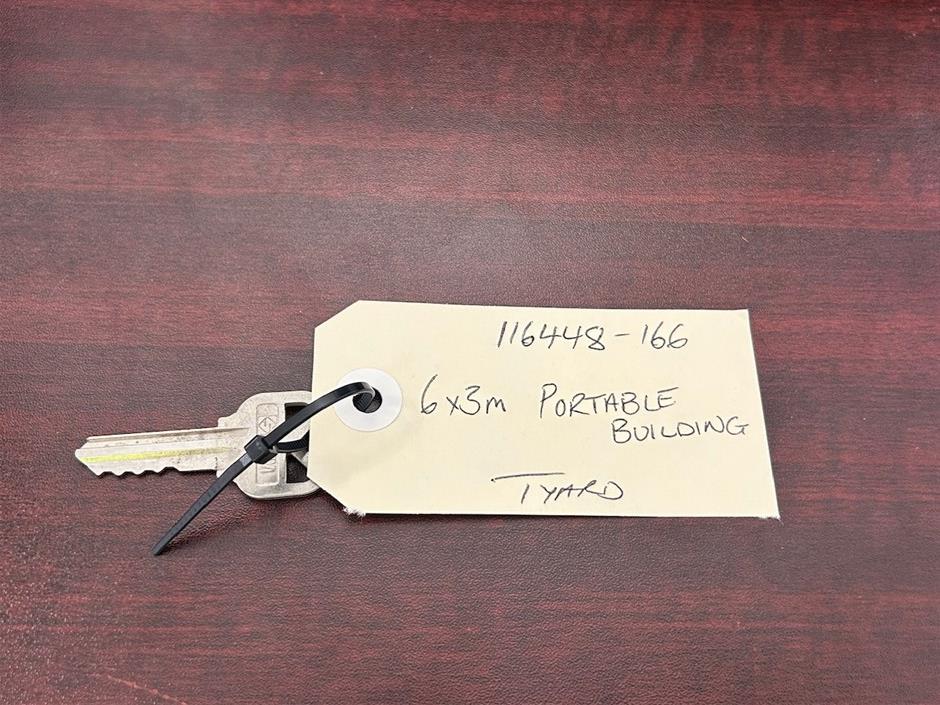 116448-166
6x3m PORTABLE
BUILDING
TYARD